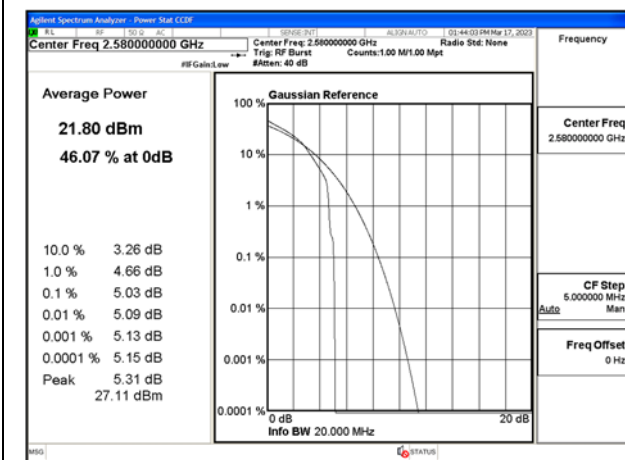 Agilent Spectrum Analyzer - Power Stat CCDF
RL RF 50 Ω AC SENSE:INT ALIGN AUTO 01:44:03 PM Mar 17, 2023
Center Freq 2.580000000 GHz
Center Freq: 2.580000000 GHz Radio Std: None
Trig: RF Burst Counts:1.00 M/1.00 Mpt
#IFGain:Low #Atten: 40 dB
Frequency
Average Power
21.80 dBm
46.07 % at 0dB
10.0 % 3.26 dB
1.0 % 4.66 dB
0.1 % 5.03 dB
0.01 % 5.09 dB
0.001 % 5.13 dB
0.0001 % 5.15 dB
Peak 5.31 dB
27.11 dBm
Gaussian Reference
100 %
10 %
1 %
0.1 %
0.01 %
0.001 %
0.0001 %
0 dB 20 dB
Info BW 20.000 MHz
Center Freq
2.580000000 GHz
CF Step
5.000000 MHz
Auto Man
Freq Offset
0 Hz
MSG STATUS